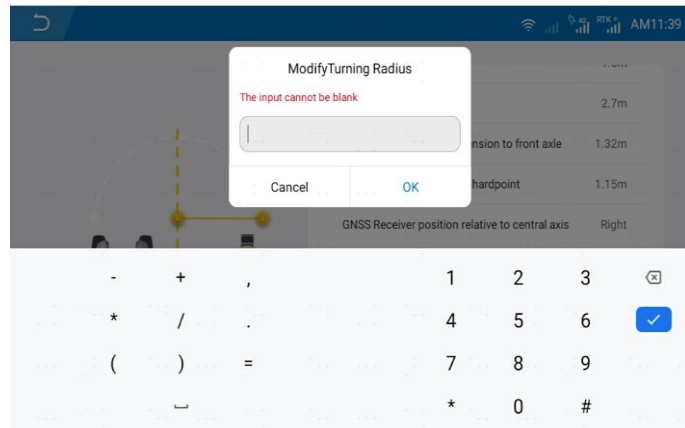 40 RTK AM11:39
ModifyTurning Radius
The input cannot be blank
2.7m
nsion to front axle 1.32m
Cancel OK
hardpoint 1.15m
GNSS Receiver position relative to central axis Right
- + , 1 2 3
* / . 4 5 6
( ) = 7 8 9
* 0 #